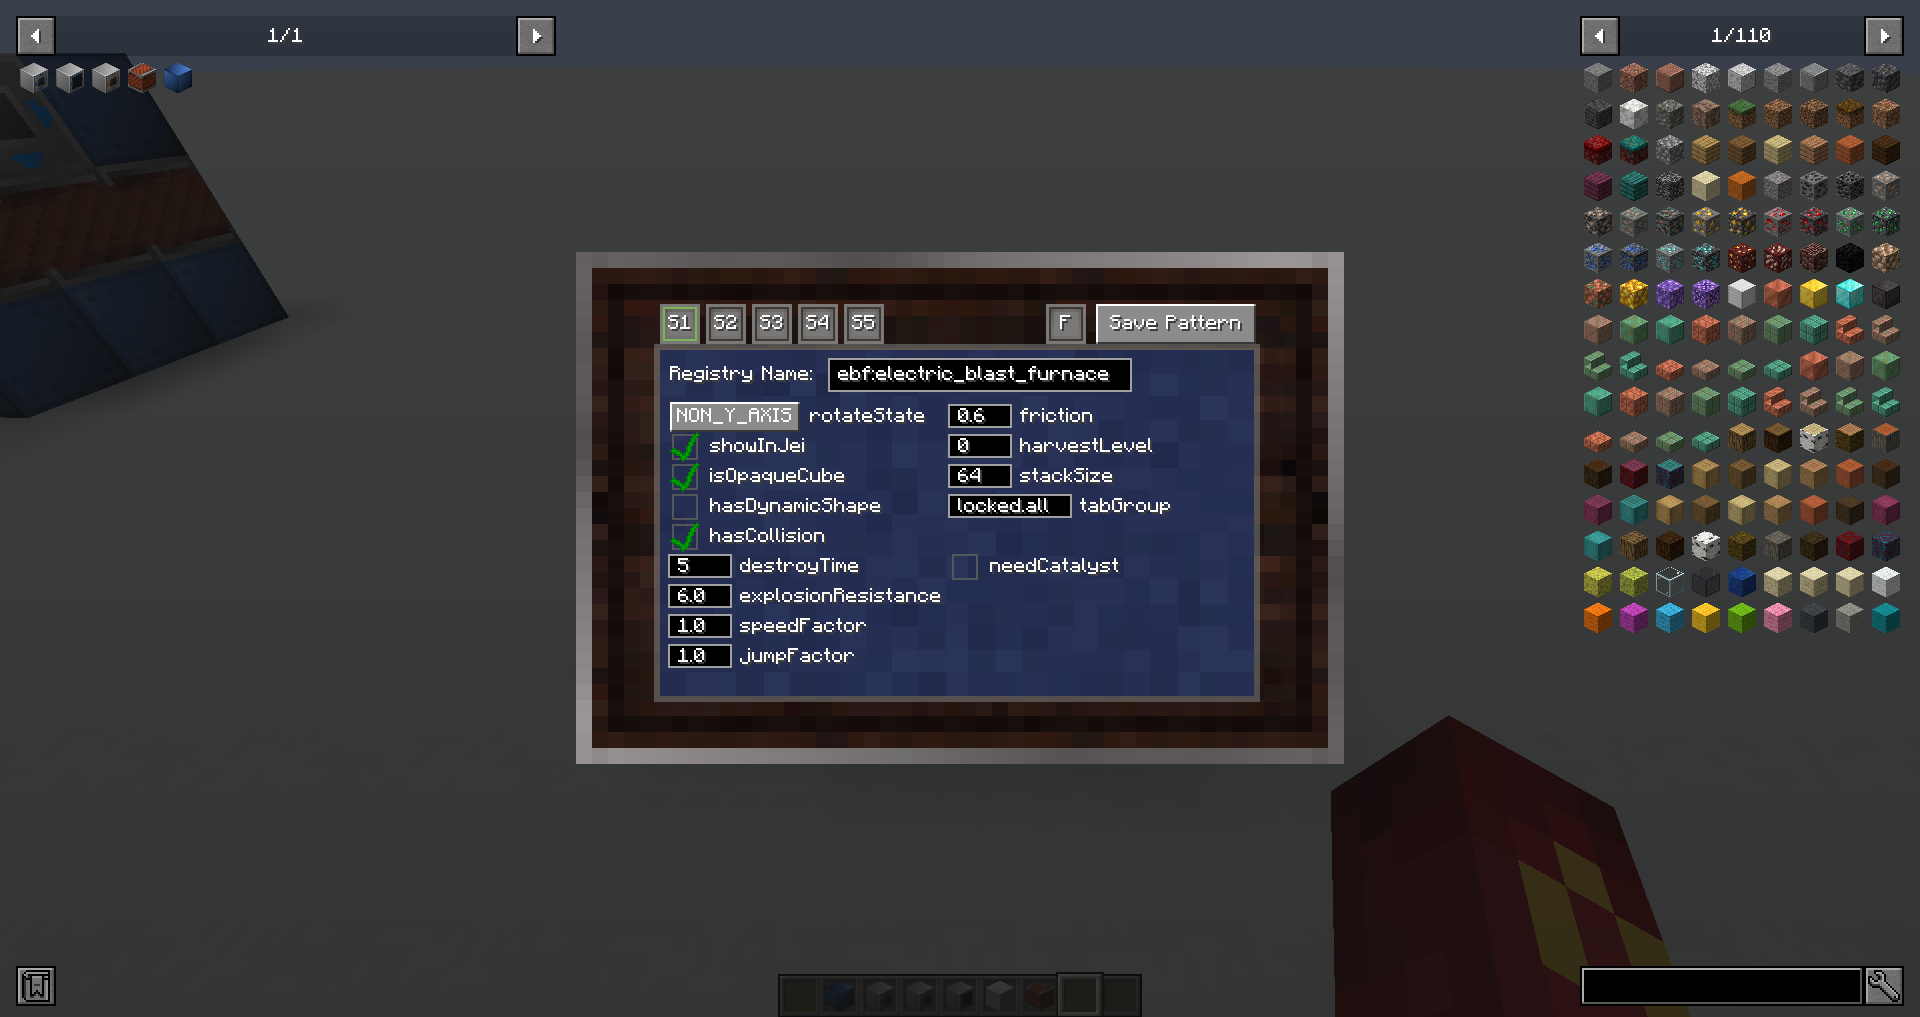 1/1
1/110
S1 S2 S3 S4 S5 F Save Pattern
Registry Name: ebf:electric_blast_furnace
NON_Y_AXIS rotateState 0.6 friction
showInJei 0 harvestLevel
isOpaqueCube 64 stackSize
hasDynamicShape locked.all tabGroup
hasCollision
5 destroyTime needCatalyst
6.0 explosionResistance
1.0 speedFactor
1.0 jumpFactor